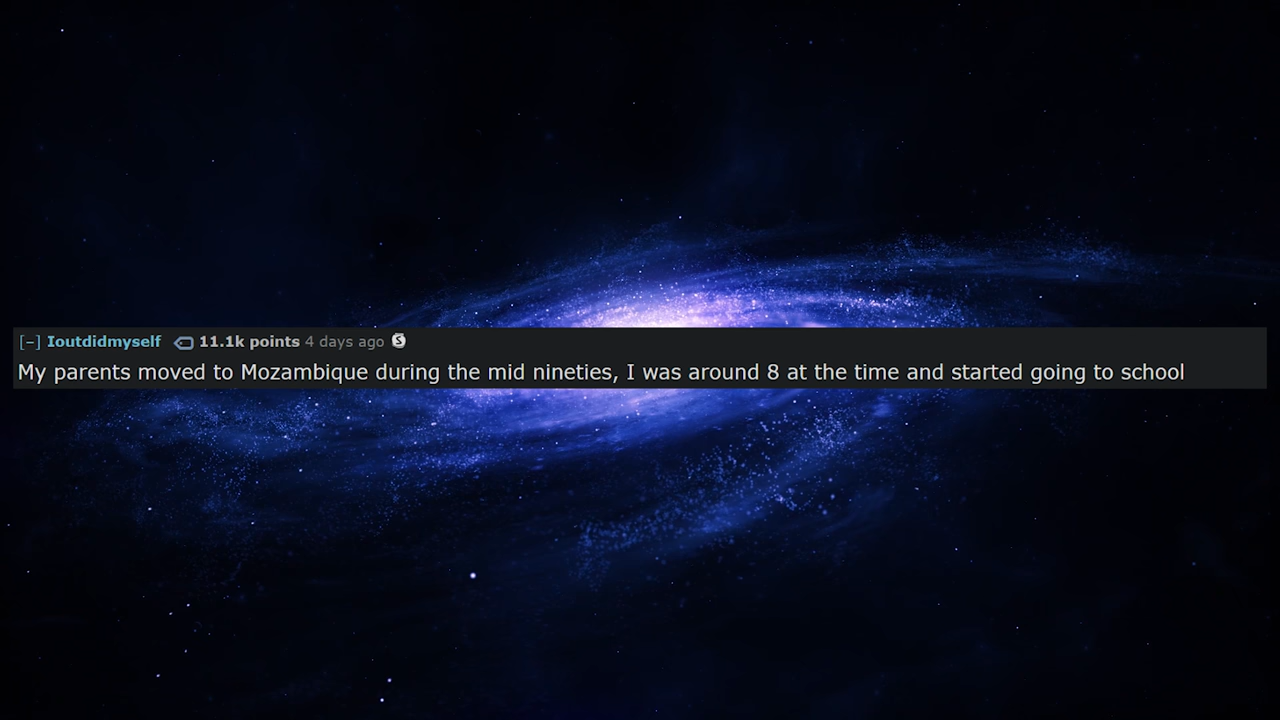 [–] Ioutdidmyself 11.1k points 4 days ago S
My parents moved to Mozambique during the mid nineties, I was around 8 at the time and started going to school